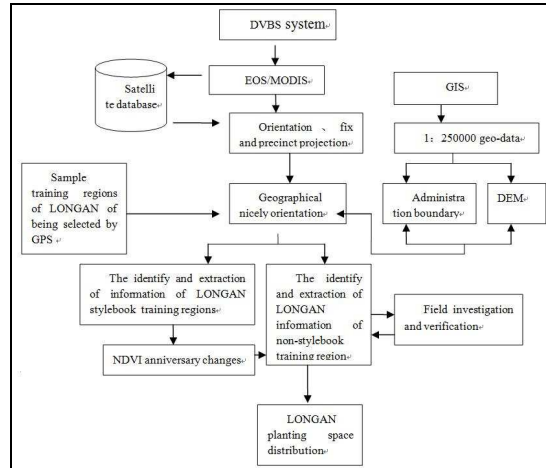 DVBS system
EOS/MODIS
Satelli
te database
GIS
Orientation、fix
and precinct projection
1：250000 geo-data
Sample
training regions
of LONGAN of
being selected by
GPS
Geographical
nicely orientation
Administra
tion boundary
DEM
The identify and extraction
of information of LONGAN
stylebook training regions
The identify
and extraction of
LONGAN
information of
non-stylebook
training region
Field investigation
and verification
NDVI anniversary changes
LONGAN
planting space
distribution